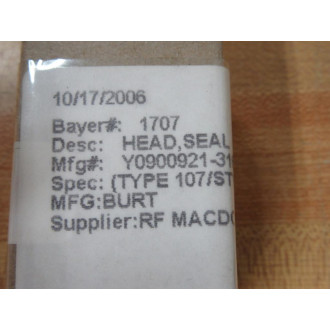 10/17/2006
Bayer#: 1707
Desc: HEAD,SEAL
Mfg#: Y0900921-31
Spec: (TYPE 107/ST
MFG:BURT
Supplier:RF MACDO